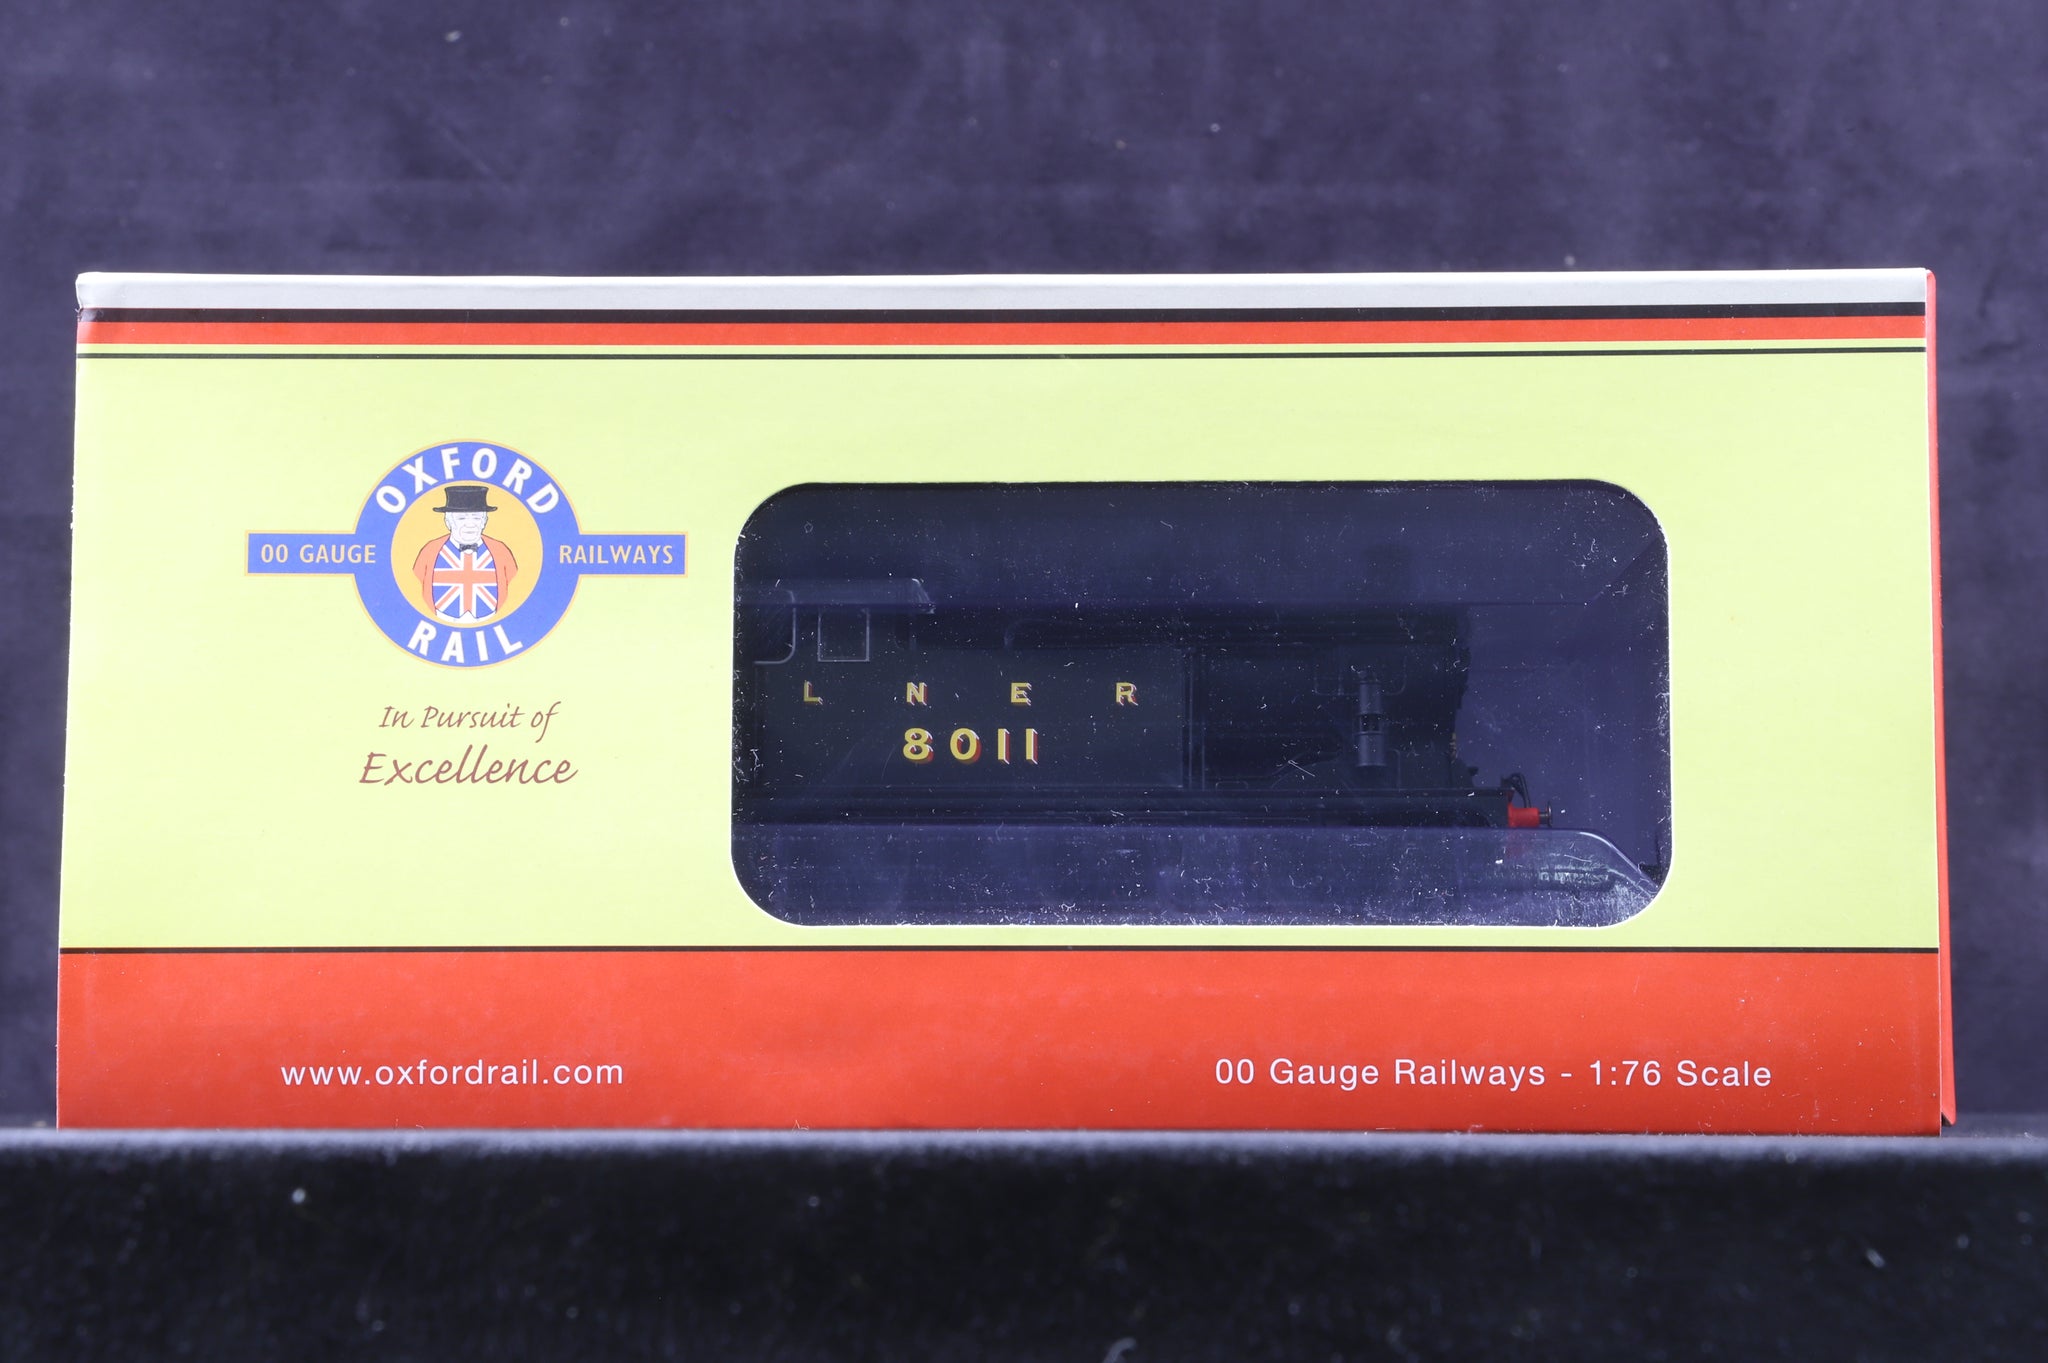 OXFORD
00 GAUGE RAILWAYS
RAIL
In Pursuit of
Excellence
L N E R
8011
www.oxfordrail.com
00 Gauge Railways - 1:76 Scale